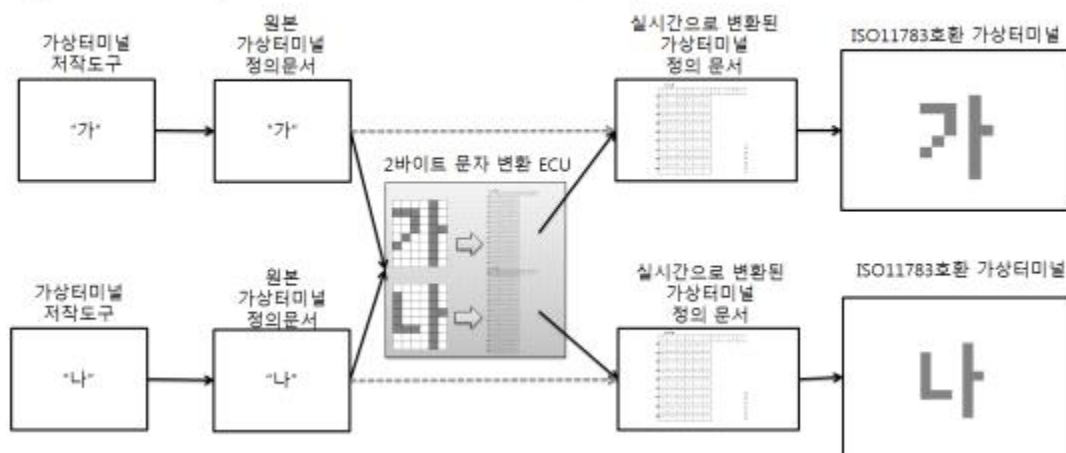 가상터미널
저작도구
"가"
원본
가상터미널
정의문서
"가"
2바이트 문자 변환 ECU
가
나
실시간으로 변환된
가상터미널
정의 문서
ISO11783호환 가상터미널
가
가상터미널
저작도구
"나"
원본
가상터미널
정의문서
"나"
실시간으로 변환된
가상터미널
정의 문서
ISO11783호환 가상터미널
나